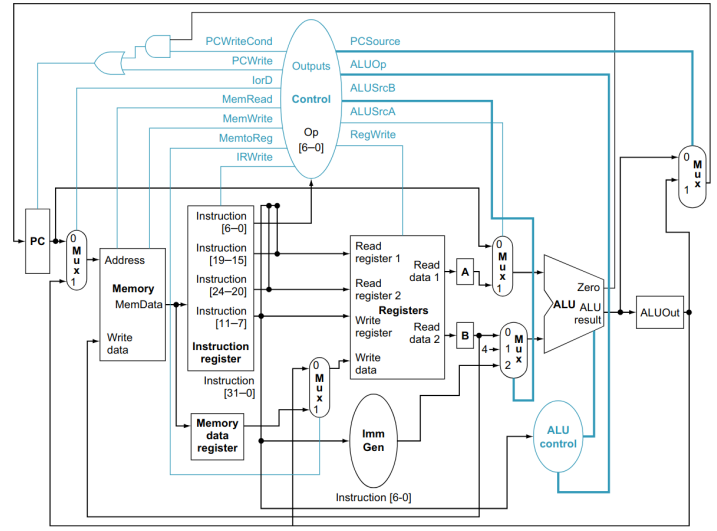 PCWriteCond
PCSource
PCWrite
Outputs
ALUOp
IorD
ALUSrcB
MemRead
Control
MemWrite
ALUSrcA
MemtoReg
Op
RegWrite
IRWrite
[6–0]
0
M
u
x
1
PC
0
M
u
x
1
Address
Memory
MemData
Write
data
Instruction
[6–0]
Instruction
[19–15]
Instruction
[24–20]
Instruction
[11–7]
Instruction
register
Instruction
[31–0]
Memory
data
register
0
M
u
x
1
Read
register 1
Read
data 1
Read
register 2
Registers
Write
register
Read
data 2
Write
data
A
B
4
0
M
u
x
1
0
1
2
M
u
x
Zero
ALU
ALU
result
ALUOut
Imm
Gen
ALU
control
Instruction [6-0]